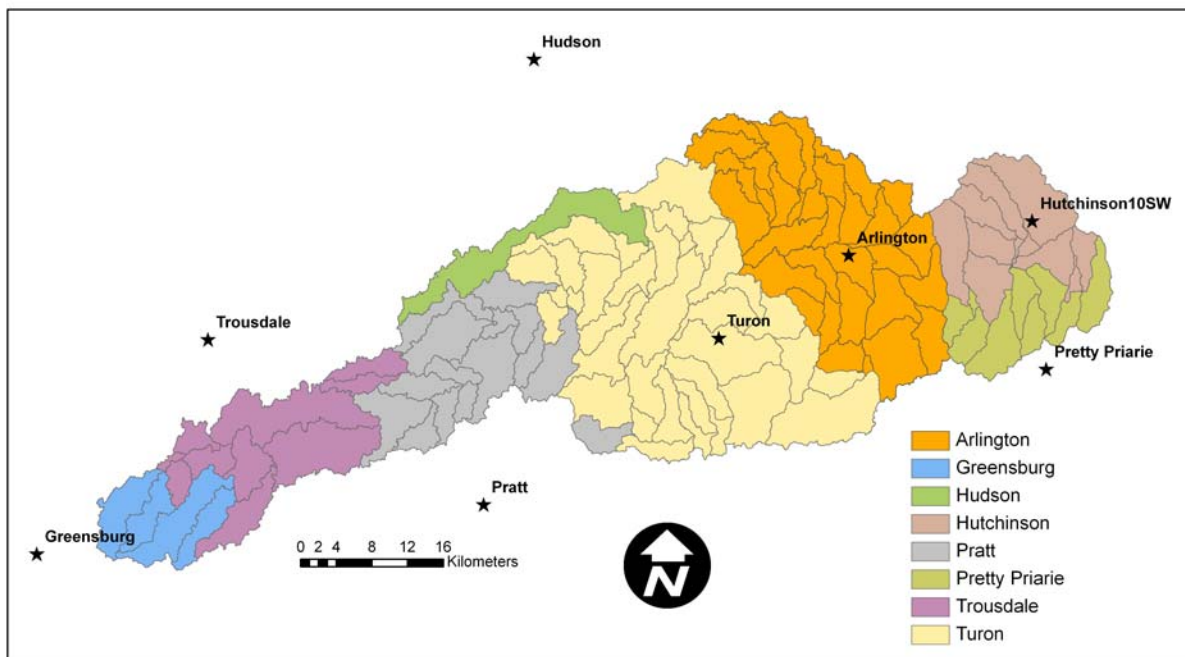 Hudson
Hutchinson10SW
Arlington
Turon
Trousdale
Pretty Priarie
Pratt
Greensburg
0 2 4 8 12 16
Kilometers
N
Arlington
Greensburg
Hudson
Hutchinson
Pratt
Pretty Priarie
Trousdale
Turon